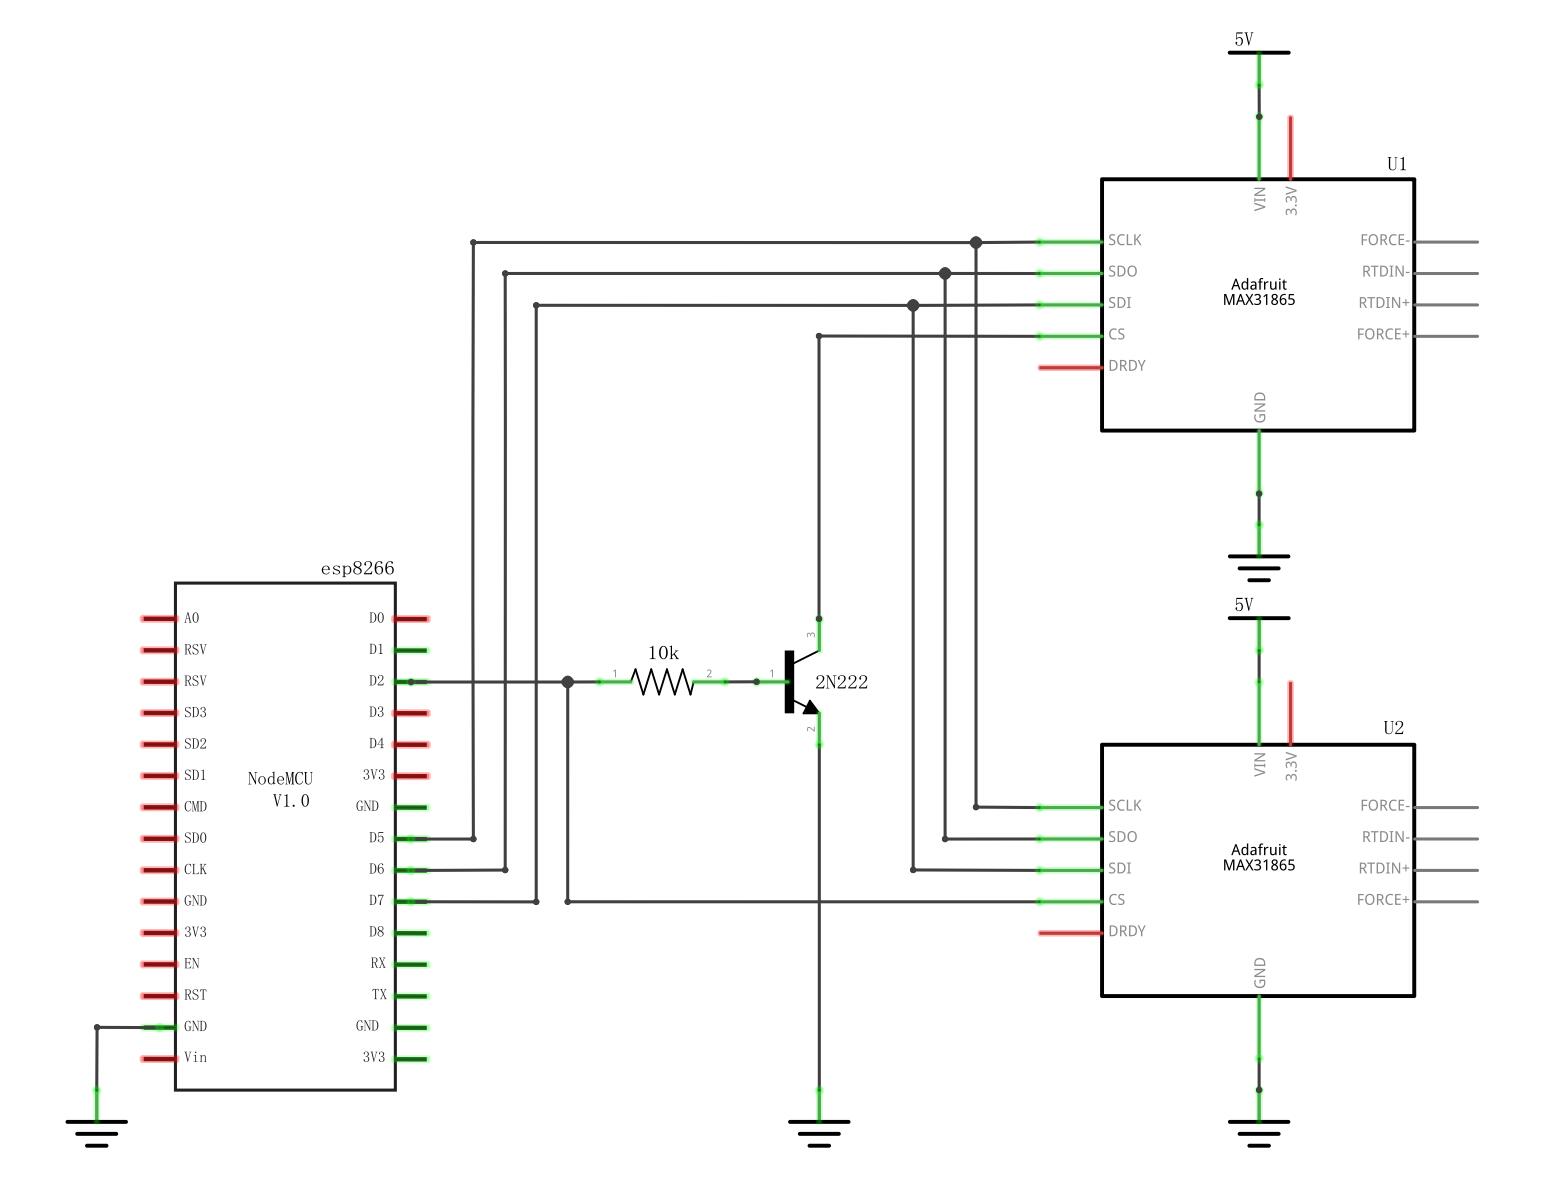 5V
U1
VIN
3.3V
SCLK
FORCE-
SDO
RTDIN-
Adafruit
MAX31865
SDI
RTDIN+
CS
FORCE+
DRDY
GND
esp8266
5V
A0
D0
RSV
D1
10k
3
RSV
D2
1
2
1
2N222
SD3
D3
2
U2
SD2
D4
VIN
3.3V
SD1
NodeMCU
V1.0
3V3
CMD
GND
SCLK
FORCE-
SD0
D5
SDO
RTDIN-
Adafruit
MAX31865
CLK
D6
SDI
RTDIN+
GND
D7
CS
FORCE+
3V3
D8
DRDY
EN
RX
GND
RST
TX
GND
GND
Vin
3V3